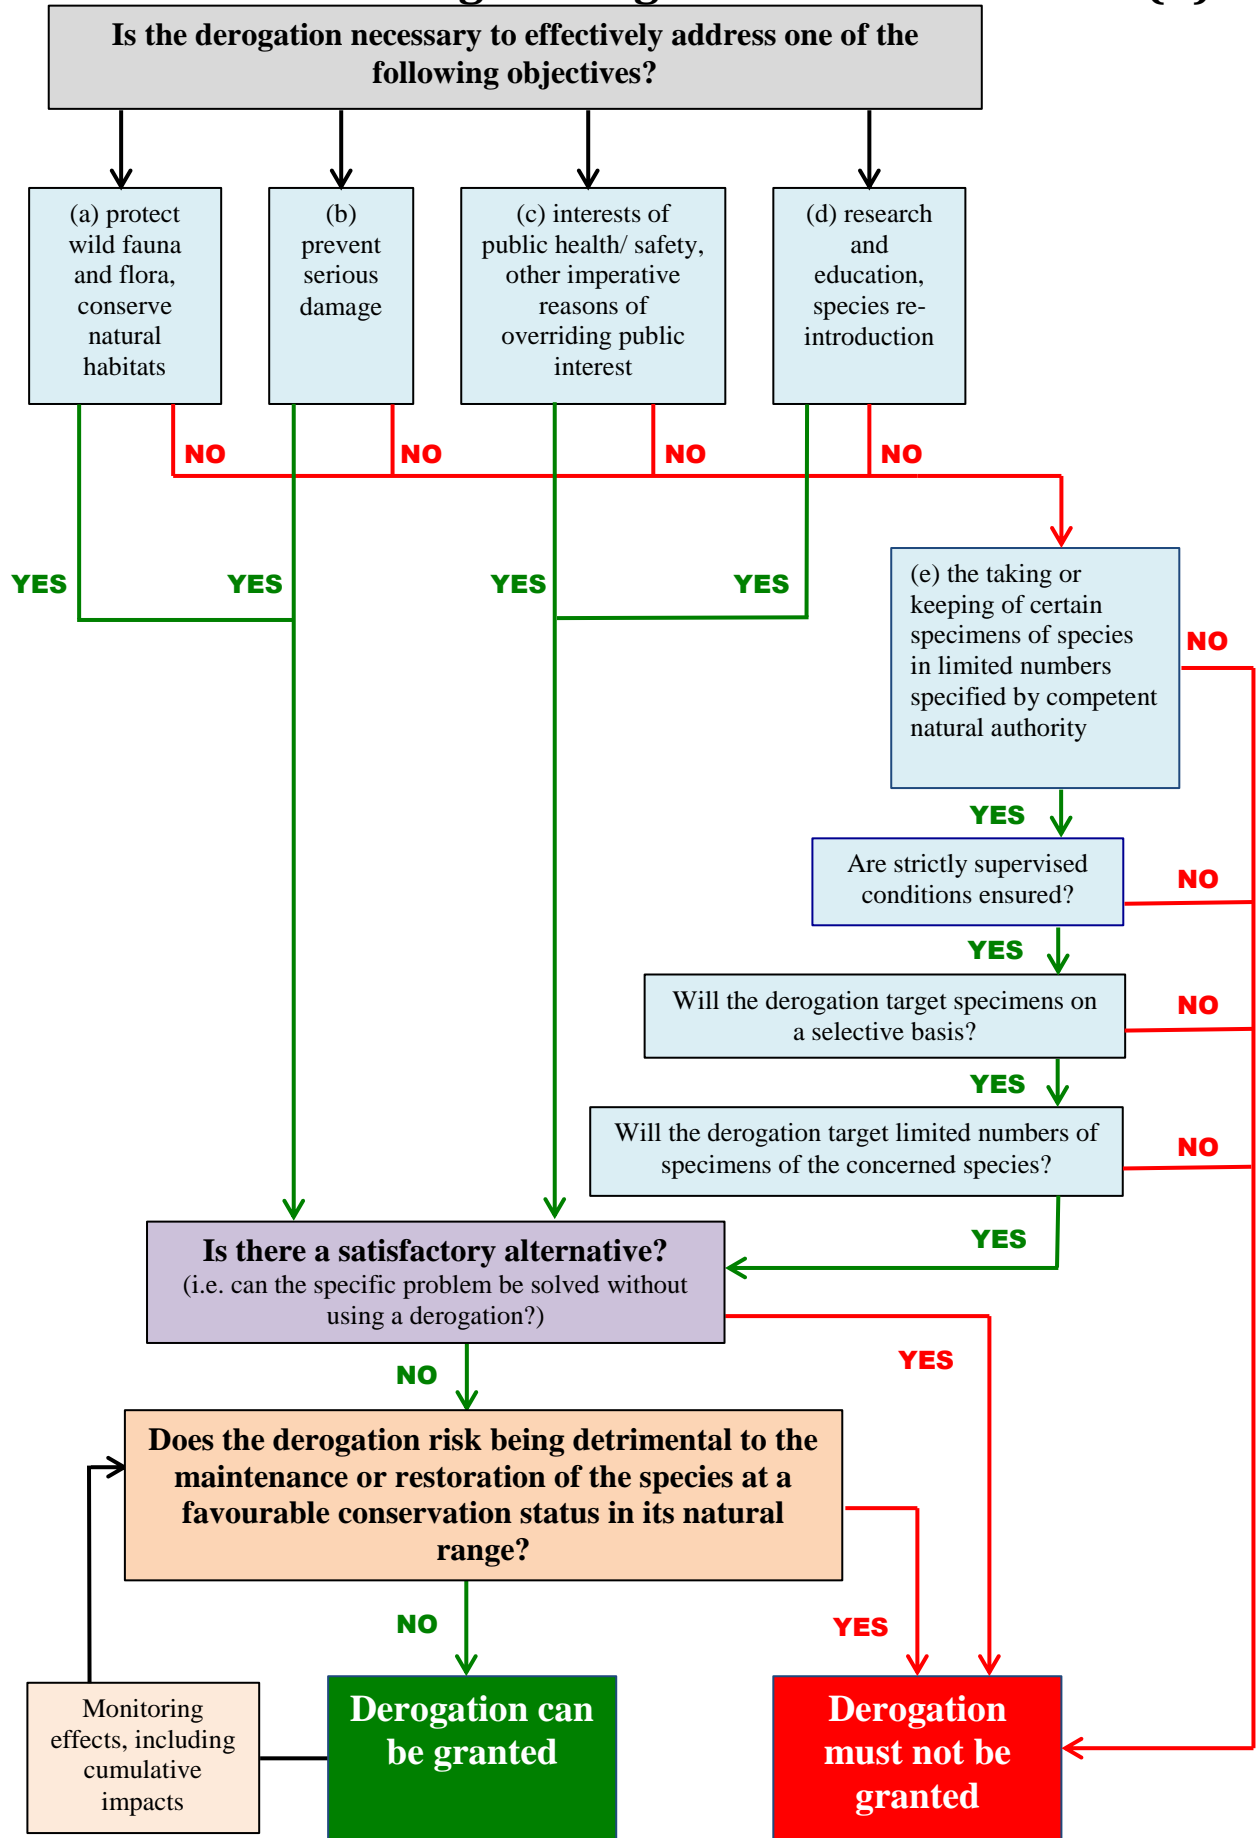 Is the derogation necessary to effectively address one of the
following objectives?
(a) protect
wild fauna
and flora,
conserve
natural
habitats
(b)
prevent
serious
damage
(c) interests of
public health/ safety,
other imperative
reasons of
overriding public
interest
(d) research
and
education,
species re-
introduction
NO
NO
NO
NO
YES
YES
YES
YES
(e) the taking or
keeping of certain
specimens of species
in limited numbers
specified by competent
natural authority
NO
YES
Are strictly supervised
conditions ensured?
NO
YES
Will the derogation target specimens on
a selective basis?
NO
YES
Will the derogation target limited numbers of
specimens of the concerned species?
NO
YES
Is there a satisfactory alternative?
(i.e. can the specific problem be solved without
using a derogation?)
YES
NO
Does the derogation risk being detrimental to the
maintenance or restoration of the species at a
favourable conservation status in its natural
range?
NO
YES
Monitoring
effects, including
cumulative
impacts
Derogation can
be granted
Derogation
must not be
granted